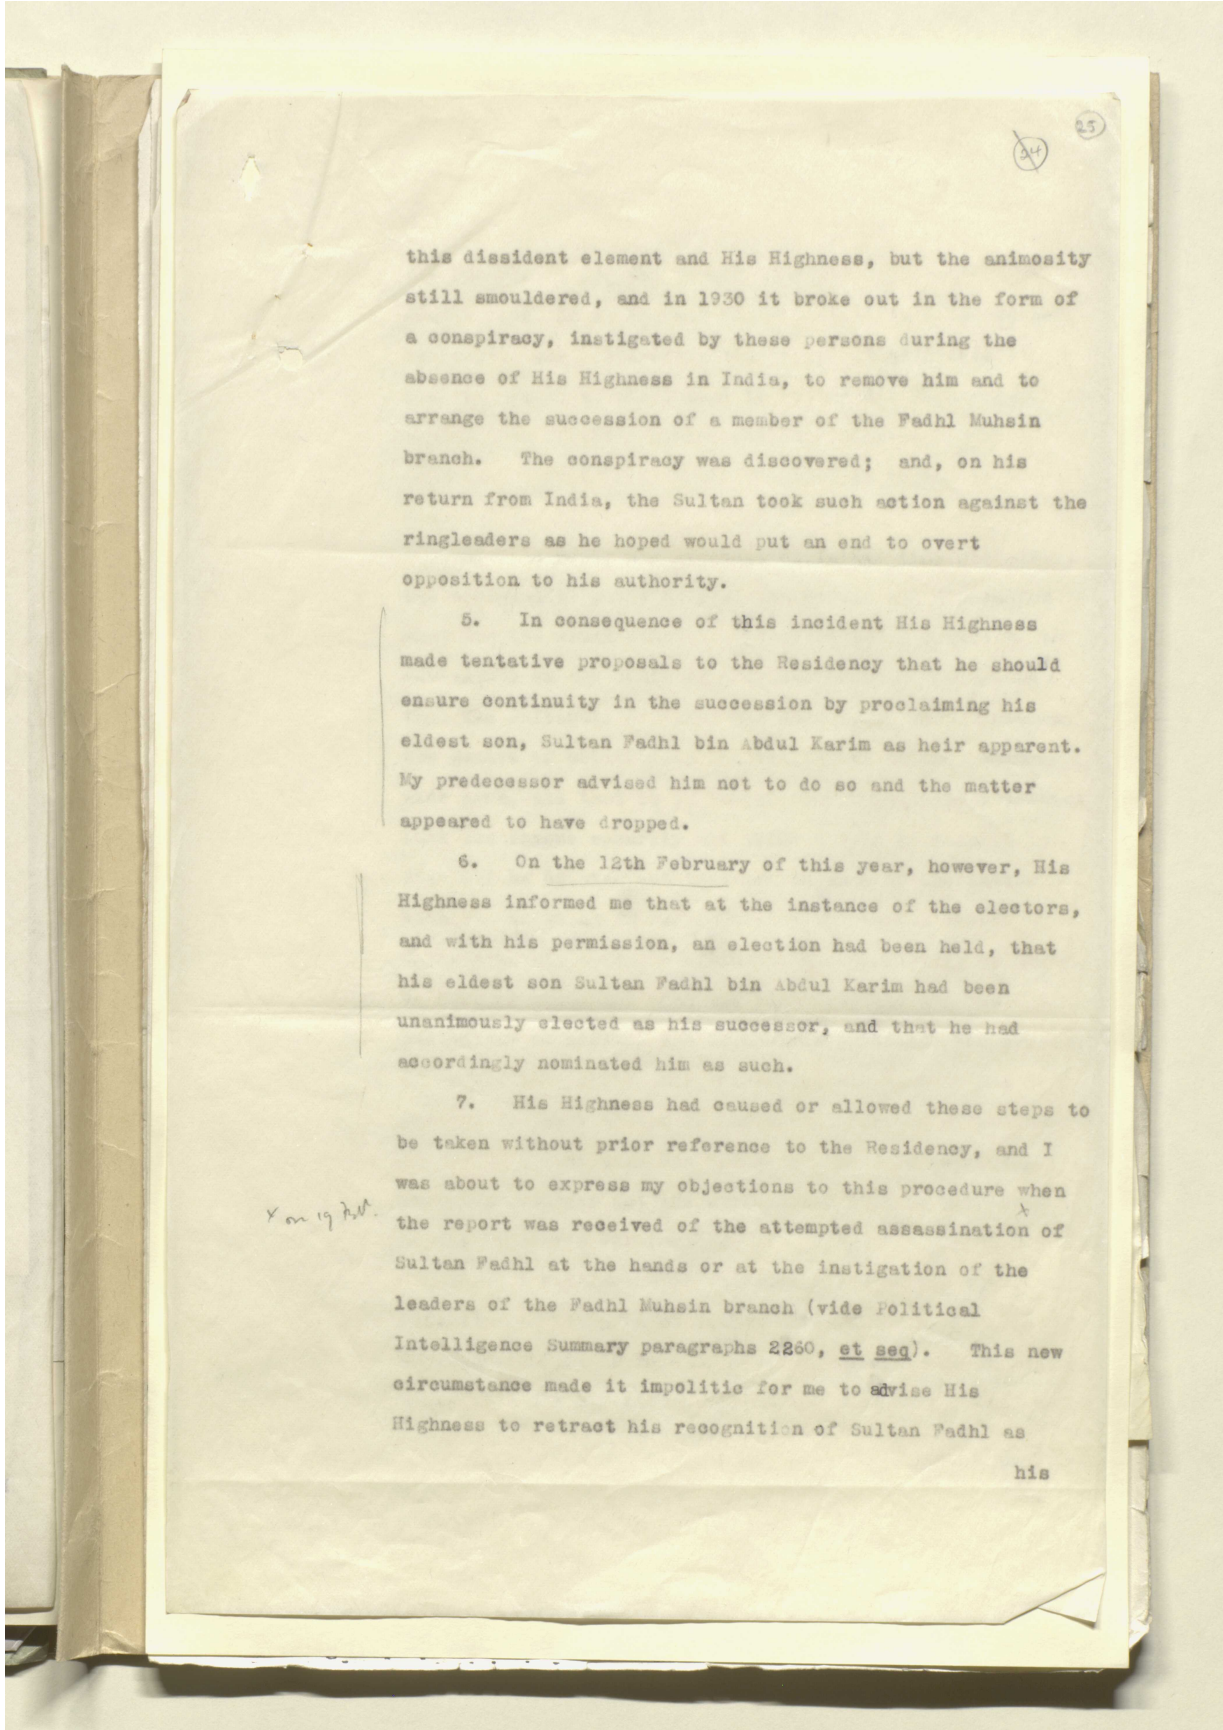 25
24
this dissident element and His Highness, but the animosity
still smouldered, and in 1930 it broke out in the form of
a conspiracy, instigated by these persons during the
absence of His Highness in India, to remove him and to
arrange the succession of a member of the Fadhl Muhsin
branch. The conspiracy was discovered; and, on his
return from India, the Sultan took such action against the
ringleaders as he hoped would put an end to overt
opposition to his authority.
5. In consequence of this incident His Highness
made tentative proposals to the Residency that he should
ensure continuity in the succession by proclaiming his
eldest son, Sultan Fadhl bin Abdul Karim as heir apparent.
My predecessor advised him not to do so and the matter
appeared to have dropped.
6. On the 12th February of this year, however, His
Highness informed me that at the instance of the electors,
and with his permission, an election had been held, that
his eldest son Sultan Fadhl bin Abdul Karim had been
unanimously elected as his successor, and that he had
accordingly nominated him as such.
7. His Highness had caused or allowed these steps to
be taken without prior reference to the Residency, and I
was about to express my objections to this procedure when
x on 19 Feb.
x
the report was received of the attempted assassination of
Sultan Fadhl at the hands or at the instigation of the
leaders of the Fadhl Muhsin branch (vide Political
Intelligence Summary paragraphs 2260, et seq). This new
circumstance made it impolitic for me to advise His
Highness to retract his recognition of Sultan Fadhl as
his